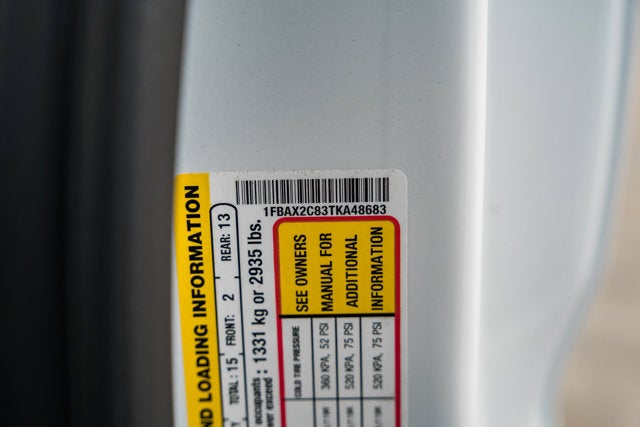 1FBAX2C83TKA48683
ND LOADING INFORMATION
TOTAL: 15 FRONT: 2 REAR: 13
occupants
: 1331 kg or 2935 lbs.
SEE OWNERS
MANUAL FOR
ADDITIONAL
INFORMATION
COLD TIRE PRESSURE
360 KPA, 52 PSI
520 KPA, 75 PSI
520 KPA, 75 PSI